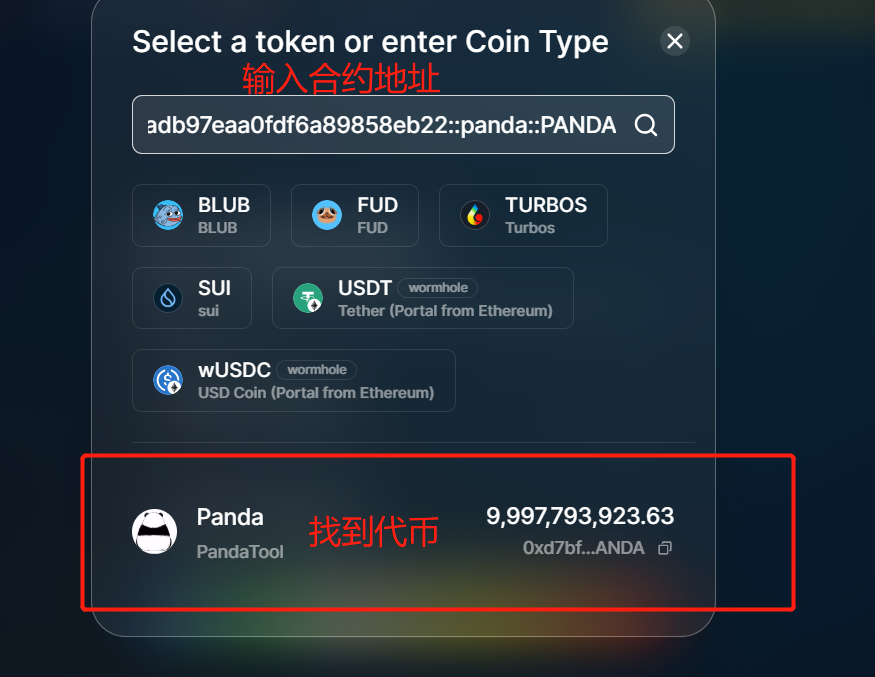 Select a token or enter Coin Type
输入合约地址
adb97eaa0fdf6a89858eb22::panda::PANDA
BLUB FUD TURBOS
BLUB FUD Turbos
SUI USDT wormhole
sui Tether (Portal from Ethereum)
wUSDC wormhole
USD Coin (Portal from Ethereum)
Panda 找到代币 9,997,793,923.63
PandaTool 0xd7bf...ANDA